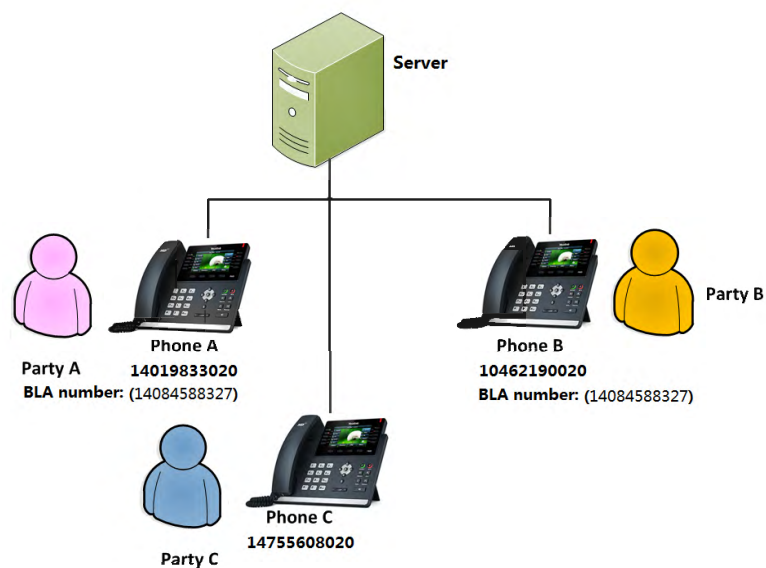 Server
Party A
Phone A
14019833020
BLA number: (14084588327)
Phone B
10462190020
BLA number: (14084588327)
Party B
Party C
Phone C
14755608020